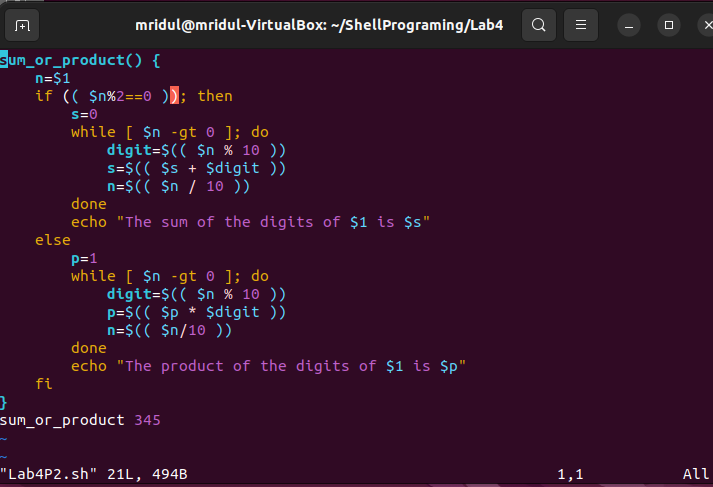 mridul@mridul-VirtualBox: ~/ShellPrograming/Lab4
sum_or_product() {
    n=$1
    if (( $n%2==0 )); then
        s=0
        while [ $n -gt 0 ]; do
            digit=$(( $n % 10 ))
            s=$(( $s + $digit ))
            n=$(( $n / 10 ))
        done
        echo "The sum of the digits of $1 is $s"
    else
        p=1
        while [ $n -gt 0 ]; do
            digit=$(( $n % 10 ))
            p=$(( $p * $digit ))
            n=$(( $n/10 ))
        done
        echo "The product of the digits of $1 is $p"
    fi
}
sum_or_product 345
~
~
"Lab4P2.sh" 21L, 494B 1,1 All